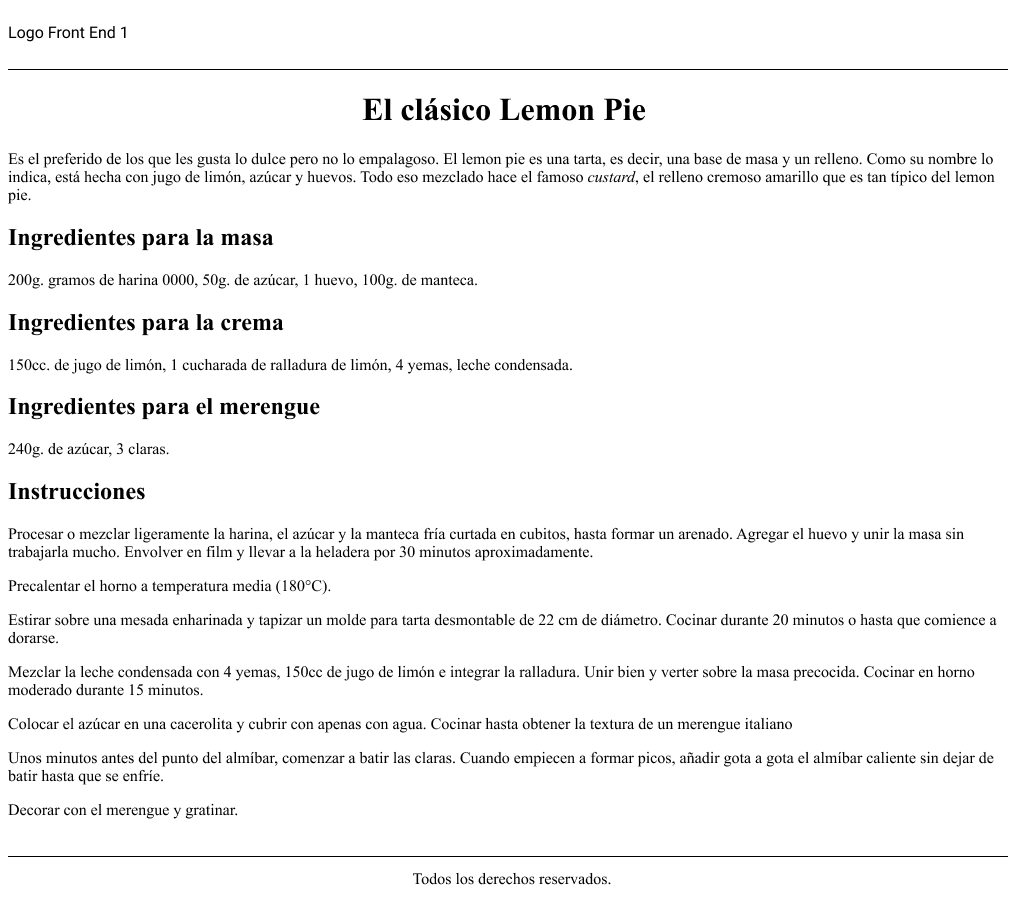 Logo Front End 1
El clásico Lemon Pie
Es el preferido de los que les gusta lo dulce pero no lo empalagoso. El lemon pie es una tarta, es decir, una base de masa y un relleno. Como su nombre lo
indica, está hecha con jugo de limón, azúcar y huevos. Todo eso mezclado hace el famoso custard, el relleno cremoso amarillo que es tan típico del lemon
pie.
Ingredientes para la masa
200g. gramos de harina 0000, 50g. de azúcar, 1 huevo, 100g. de manteca.
Ingredientes para la crema
150cc. de jugo de limón, 1 cucharada de ralladura de limón, 4 yemas, leche condensada.
Ingredientes para el merengue
240g. de azúcar, 3 claras.
Instrucciones
Procesar o mezclar ligeramente la harina, el azúcar y la manteca fría curtada en cubitos, hasta formar un arenado. Agregar el huevo y unir la masa sin
trabajarla mucho. Envolver en film y llevar a la heladera por 30 minutos aproximadamente.
Precalentar el horno a temperatura media (180°C).
Estirar sobre una mesada enharinada y tapizar un molde para tarta desmontable de 22 cm de diámetro. Cocinar durante 20 minutos o hasta que comience a
dorarse.
Mezclar la leche condensada con 4 yemas, 150cc de jugo de limón e integrar la ralladura. Unir bien y verter sobre la masa precocida. Cocinar en horno
moderado durante 15 minutos.
Colocar el azúcar en una cacerolita y cubrir con apenas con agua. Cocinar hasta obtener la textura de un merengue italiano
Unos minutos antes del punto del almíbar, comenzar a batir las claras. Cuando empiecen a formar picos, añadir gota a gota el almíbar caliente sin dejar de
batir hasta que se enfríe.
Decorar con el merengue y gratinar.
Todos los derechos reservados.